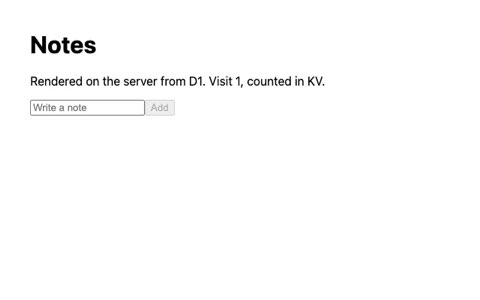 Notes
Rendered on the server from D1. Visit 1, counted in KV.
Write a note Add